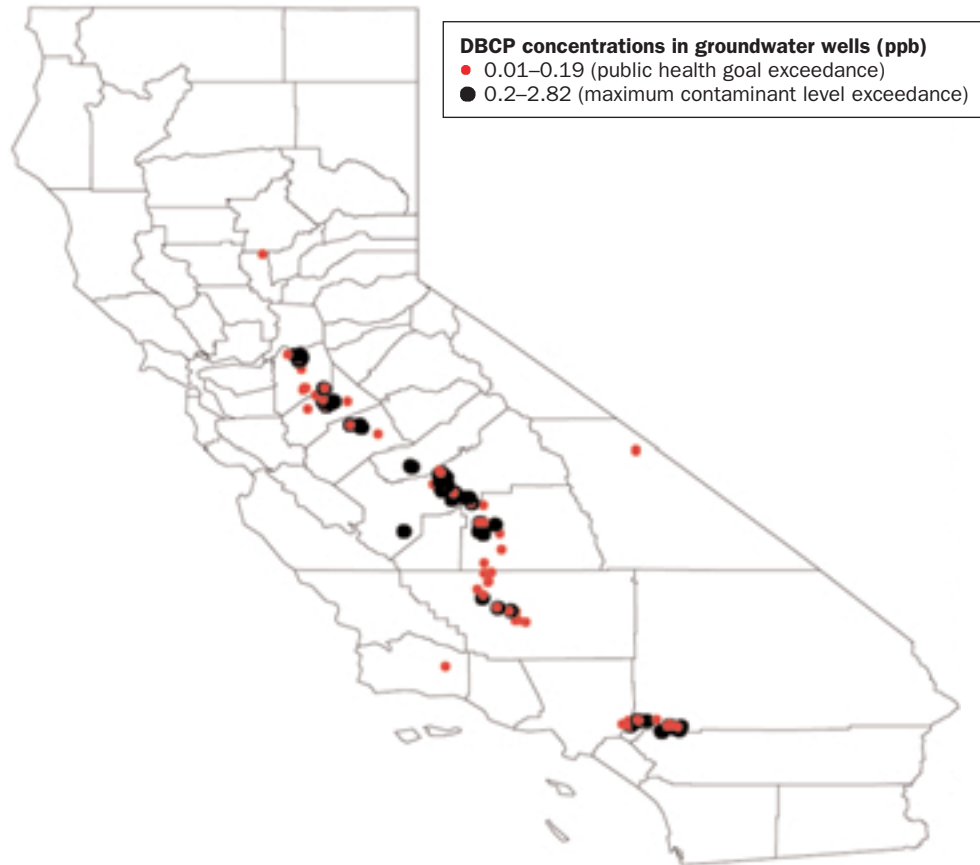 DBCP concentrations in groundwater wells (ppb)
0.01–0.19 (public health goal exceedance)
0.2–2.82 (maximum contaminant level exceedance)